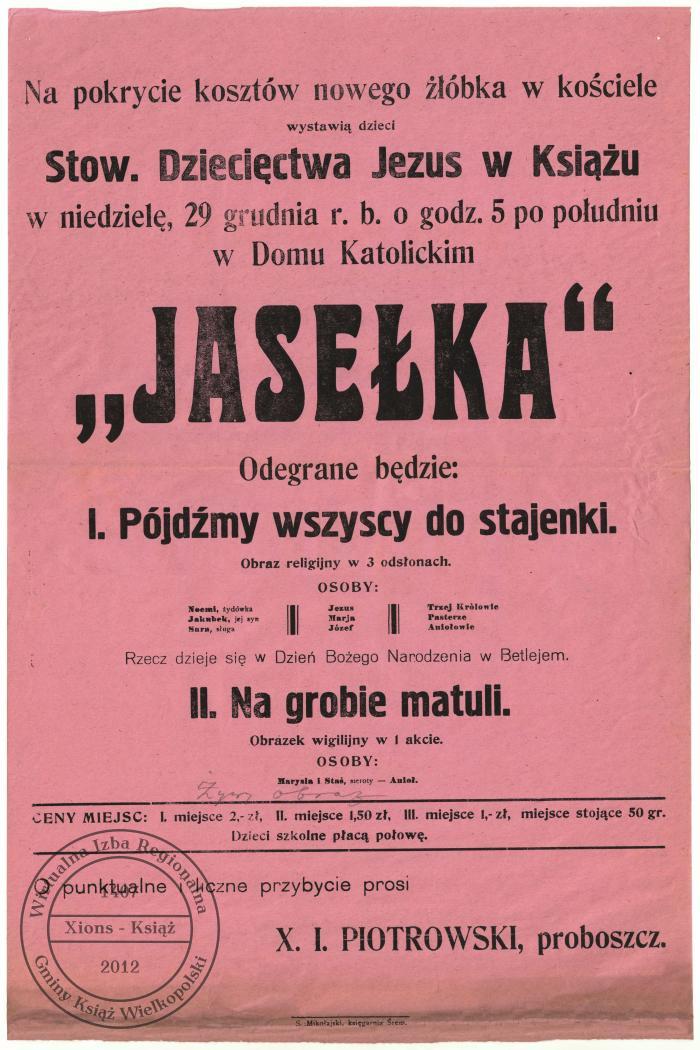 Na pokrycie kosztów nowego żłóbka w kościele
wystawią dzieci
Stow. Dziecięctwa Jezus w Książu
w niedzielę, 29 grudnia r. b. o godz. 5 po południu
w Domu Katolickim
„JASEŁKA“
Odegrane będzie:
I. Pójdźmy wszyscy do stajenki.
Obraz religijny w 3 odsłonach.
OSOBY:
Noemi, żydówka
Jakubek, jej syn
Sara, sługa
Jezus
Marja
Józef
Trzej Królowie
Pasterze
Aniołowie
Rzecz dzieje się w Dzień Bożego Narodzenia w Betlejem.
II. Na grobie matuli.
Obrazek wigilijny w 1 akcie.
OSOBY:
Marysia i Staś, sieroty — Anioł.
Żywy obraz
CENY MIEJSC: I. miejsce 2,- zł, II. miejsce 1,50 zł, III. miejsce 1,- zł, miejsce stojące 50 gr.
Dzieci szkolne płacą połowę.
O punktualne i liczne przybycie prosi
X. I. PIOTROWSKI, proboszcz.
S. Mikołajski, księgarnia Śrem.
Wirtualna Izba Regionalna
1407
Xions - Książ
2012
Gminy Książ Wielkopolski